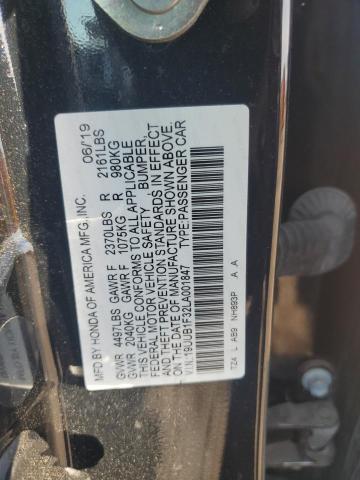 MFD BY HONDA OF AMERICA MFG., INC. 06/19
GVWR 4497LBS GAWR F 2370LBS R 2161LBS
GVWR 2040KG GAWR F 1075KG R 980KG
THIS VEHICLE CONFORMS TO ALL APPLICABLE
FEDERAL MOTOR VEHICLE SAFETY BUMPER,
AND THEFT PREVENTION STANDARDS IN EFFECT
ON THE DATE OF MANUFACTURE SHOWN ABOVE.
V.I.N.:19UUB1F32LA001847 TYPE:PASSENGER CAR
TZ4 L AB9 NH893P A A